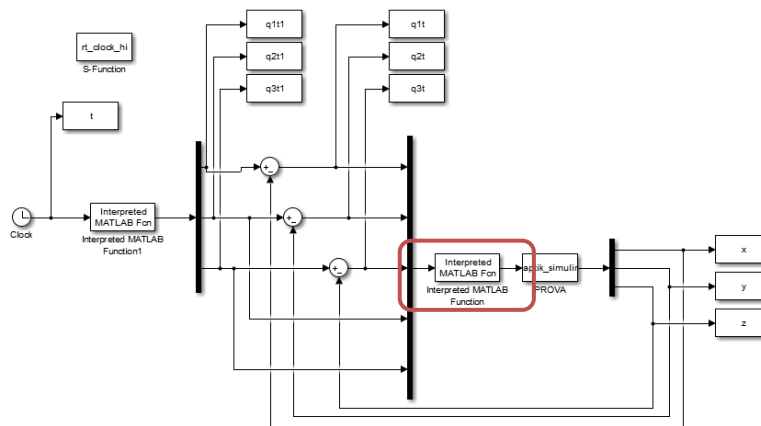 q1t1
q1t
rt_clock_hi
q2t1
q2t
S-Function
q3t1
q3t
t
+
-
Interpreted
MATLAB Fcn
Clock
Interpreted MATLAB
Function1
+
-
+
-
Interpreted
MATLAB Fcn
Interpreted MATLAB
Function
aptik_simulin
PROVA
x
y
z